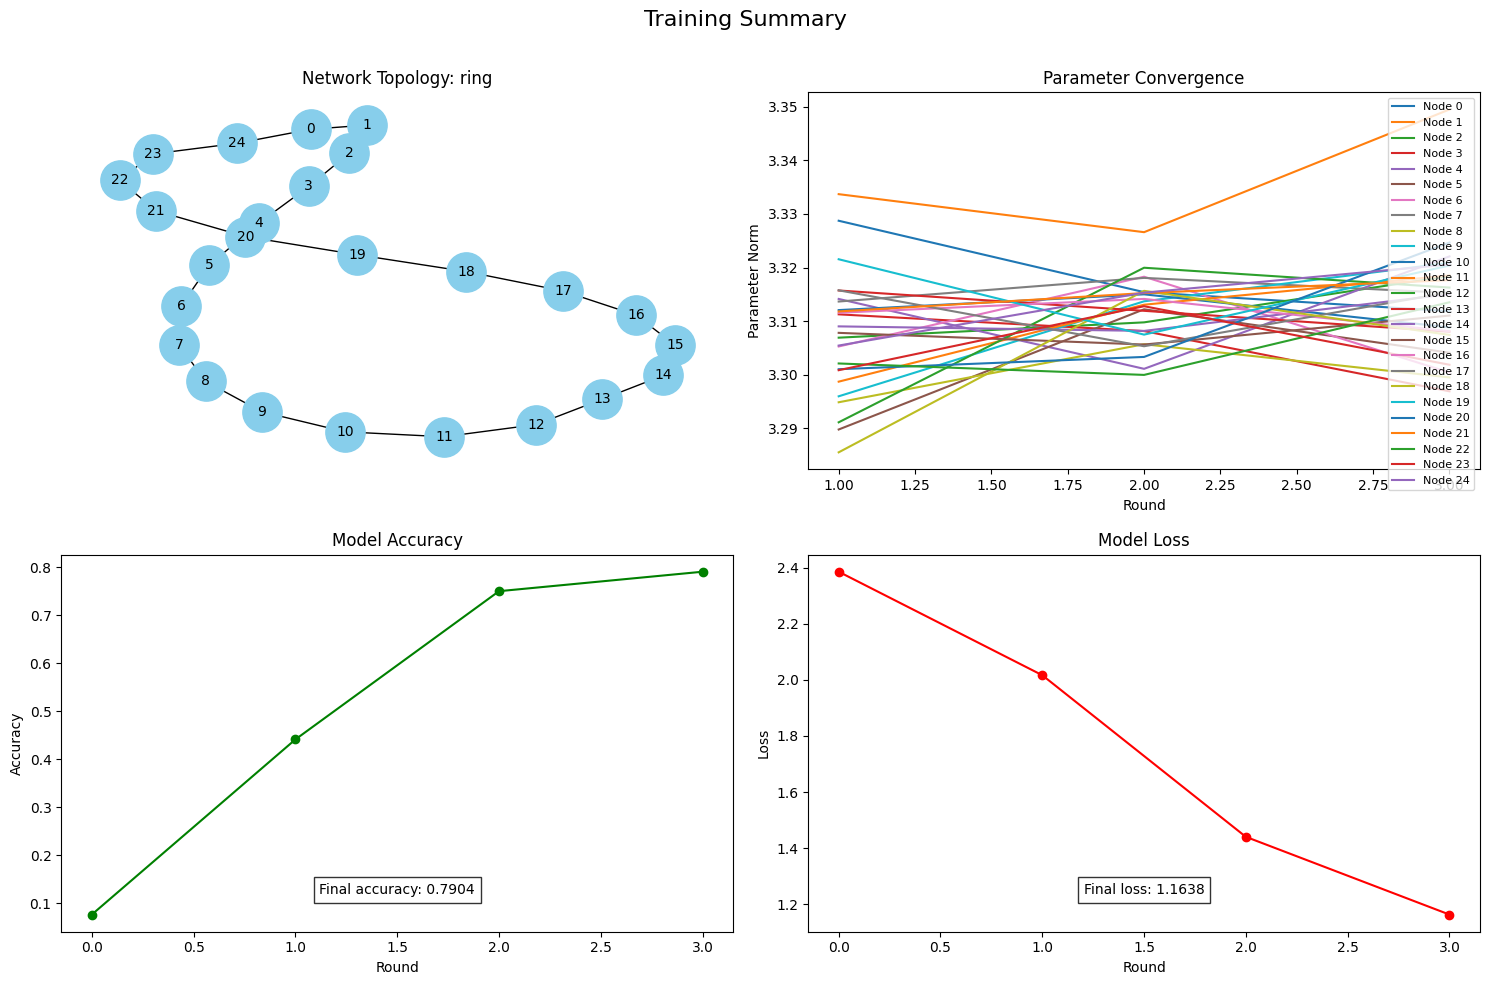 Training Summary
Network Topology: ring
0
1
2
3
4
5
6
7
8
9
10
11
12
13
14
15
16
17
18
19
20
21
22
23
24
Parameter Convergence
Parameter Norm
3.35
3.34
3.33
3.32
3.31
3.30
3.29
1.00 1.25 1.50 1.75 2.00 2.25 2.50 2.75 3.00
Round
Node 0
Node 1
Node 2
Node 3
Node 4
Node 5
Node 6
Node 7
Node 8
Node 9
Node 10
Node 11
Node 12
Node 13
Node 14
Node 15
Node 16
Node 17
Node 18
Node 19
Node 20
Node 21
Node 22
Node 23
Node 24
Model Accuracy
Accuracy
0.8
0.7
0.6
0.5
0.4
0.3
0.2
0.1
Final accuracy: 0.7904
0.0 0.5 1.0 1.5 2.0 2.5 3.0
Round
Model Loss
Loss
2.4
2.2
2.0
1.8
1.6
1.4
1.2
Final loss: 1.1638
0.0 0.5 1.0 1.5 2.0 2.5 3.0
Round